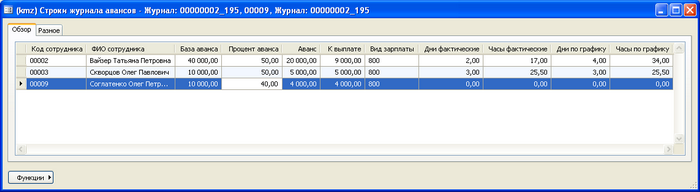 (kmz) Строки журнала авансов - Журнал: 00000002_195, 00009, Журнал: 00000002_195
Обзор Разное
Код сотрудника ФИО сотрудника База аванса Процент аванса Аванс К выплате Вид зарплаты Дни фактические Часы фактические Дни по графику Часы по графику
00002 Вайзер Татьяна Петровна 40 000,00 50,00 20 000,00 9 000,00 800 2,00 17,00 4,00 34,00
00003 Скворцов Олег Павлович 10 000,00 50,00 5 000,00 5 000,00 800 3,00 25,50 3,00 25,50
00009 Соглатенко Олег Петр... 10 000,00 40,00 4 000,00 4 000,00 800 0,00 0,00 0,00 0,00
Функции